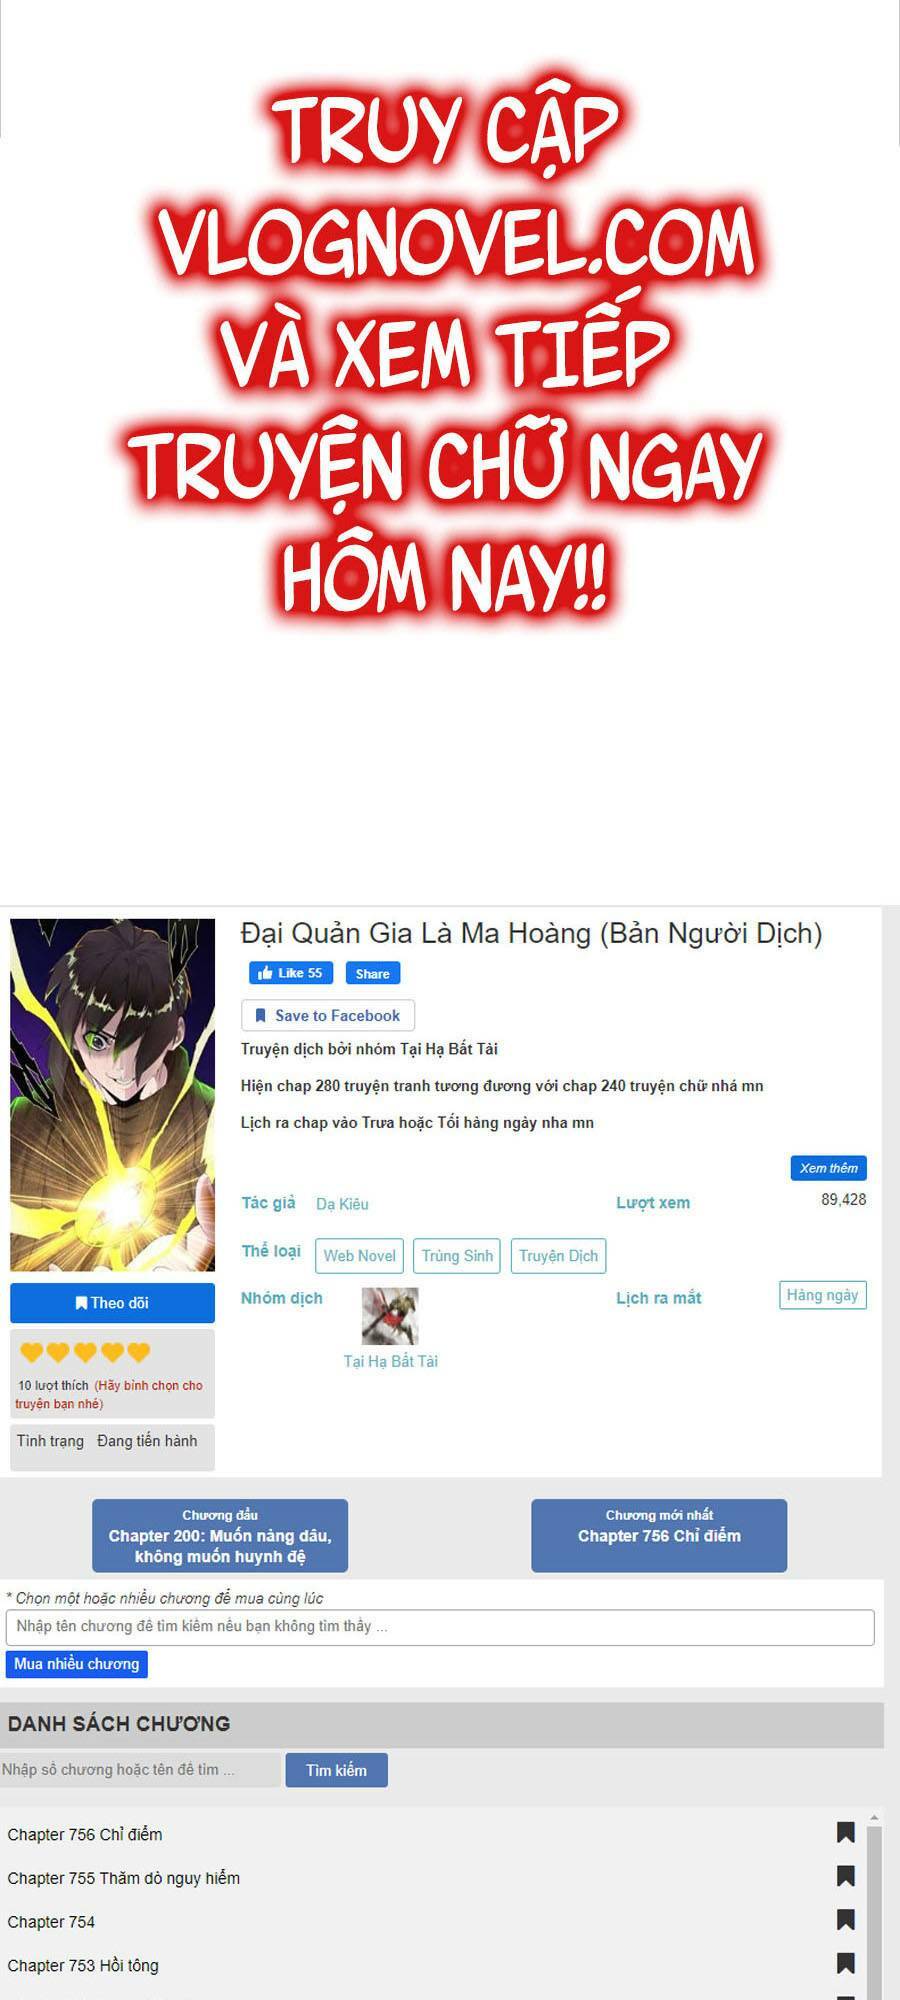 TRUY CẬP
VLOGNOVEL.COM
VÀ XEM TIẾP
TRUYỆN CHỮ NGAY
HÔM NAY!!
Đại Quản Gia Là Ma Hoàng (Bản Người Dịch)
Like 55
Share
Save to Facebook
Truyện dịch bởi nhóm Tại Hạ Bất Tài
Hiện chap 280 truyện tranh tương đương với chap 240 truyện chữ nhá mn
Lịch ra chap vào Trưa hoặc Tối hàng ngày nha mn
Xem thêm
Tác giả Dạ Kiêu
Lượt xem 89,428
Thể loại Web Novel Trùng Sinh Truyện Dịch
Nhóm dịch
Lịch ra mắt Hàng ngày
Tại Hạ Bất Tài
Theo dõi
10 lượt thích (Hãy bình chọn cho
truyện bạn nhé)
Tình trạng Đang tiến hành
Chương đầu
Chapter 200: Muốn nàng dâu,
không muốn huynh đệ
Chương mới nhất
Chapter 756 Chỉ điểm
* Chọn một hoặc nhiều chương để mua cùng lúc
Nhập tên chương để tìm kiếm nếu bạn không tìm thấy ...
Mua nhiều chương
DANH SÁCH CHƯƠNG
Nhập số chương hoặc tên để tìm ...
Tìm kiếm
Chapter 756 Chỉ điểm
Chapter 755 Thăm dò nguy hiểm
Chapter 754
Chapter 753 Hồi tông